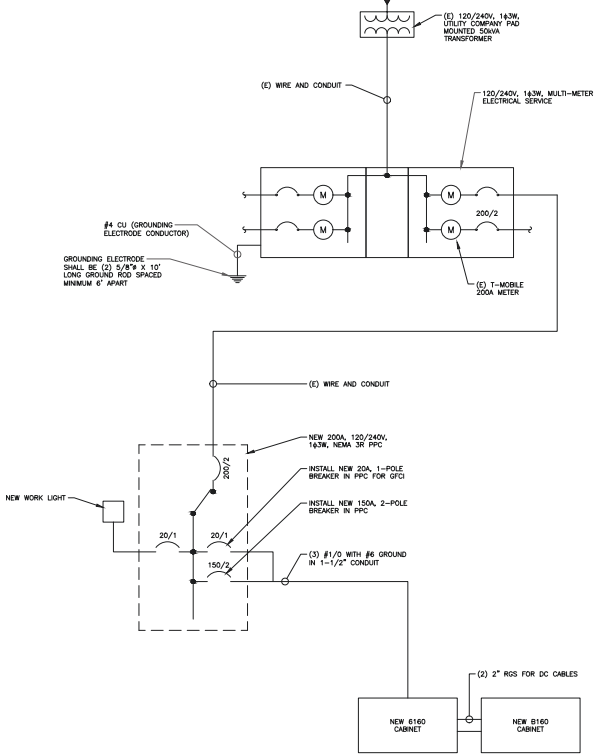 (E) 120/240V, 1ϕ3W,
UTILITY COMPANY PAD
MOUNTED 50kVA
TRANSFORMER
(E) WIRE AND CONDUIT
120/240V, 1ϕ3W, MULTI-METER
ELECTRICAL SERVICE
M
M
M
M
200/2
#4 CU (GROUNDING
ELECTRODE CONDUCTOR)
GROUNDING ELECTRODE
SHALL BE (2) 5/8"ø X 10'
LONG GROUND ROD SPACED
MINIMUM 6' APART
(E) T-MOBILE
200A METER
(E) WIRE AND CONDUIT
NEW 200A, 120/240V,
1ϕ3W, NEMA 3R PPC
200/2
INSTALL NEW 20A, 1-POLE
BREAKER IN PPC FOR GFCI
NEW WORK LIGHT
INSTALL NEW 150A, 2-POLE
BREAKER IN PPC
20/1
20/1
150/2
(3) #1/0 WITH #6 GROUND
IN 1-1/2" CONDUIT
(2) 2" RGS FOR DC CABLES
NEW 6160
CABINET
NEW B160
CABINET